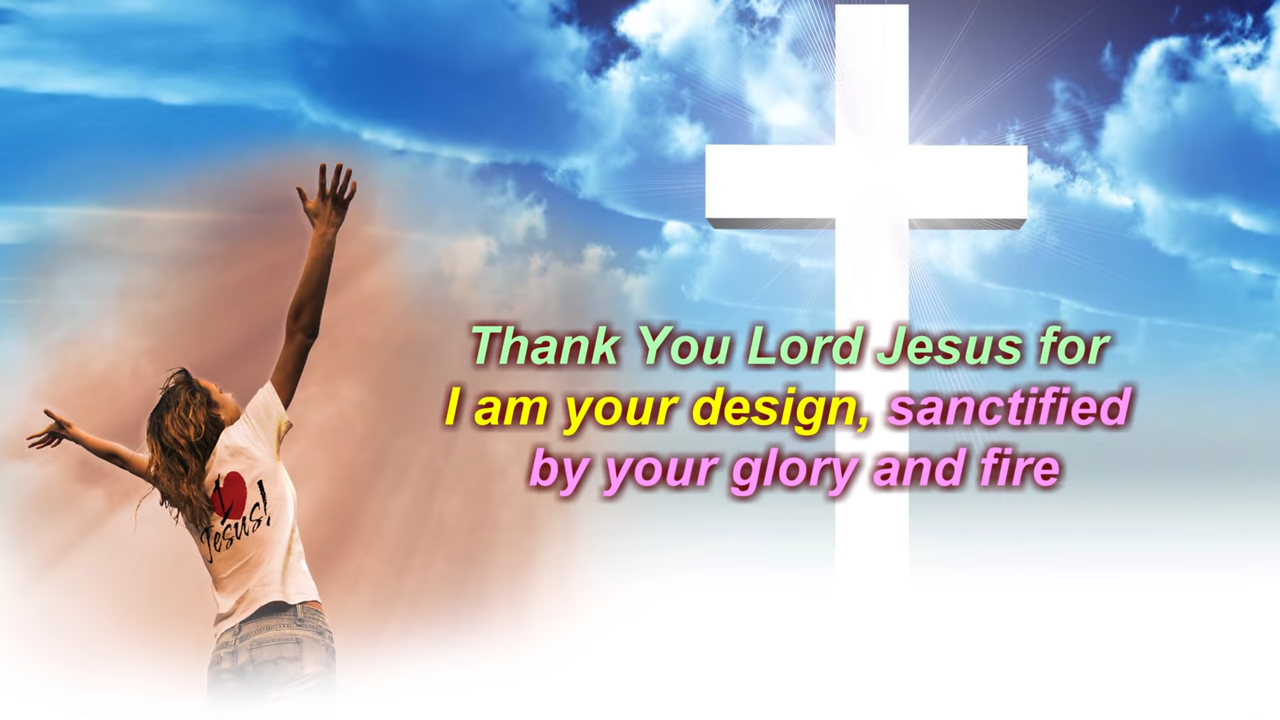 Thank You Lord Jesus for
I am your design, sanctified
by your glory and fire
I
Jesus!